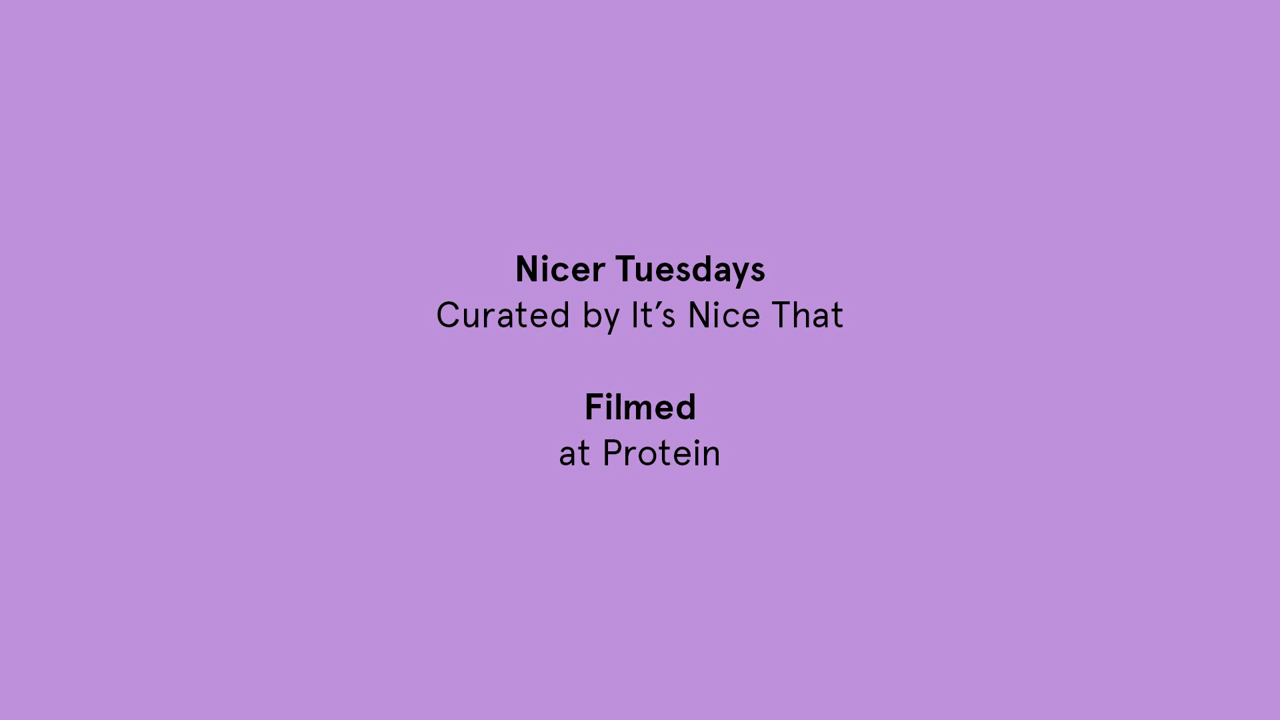 Nicer Tuesdays
Curated by It’s Nice That
Filmed
at Protein